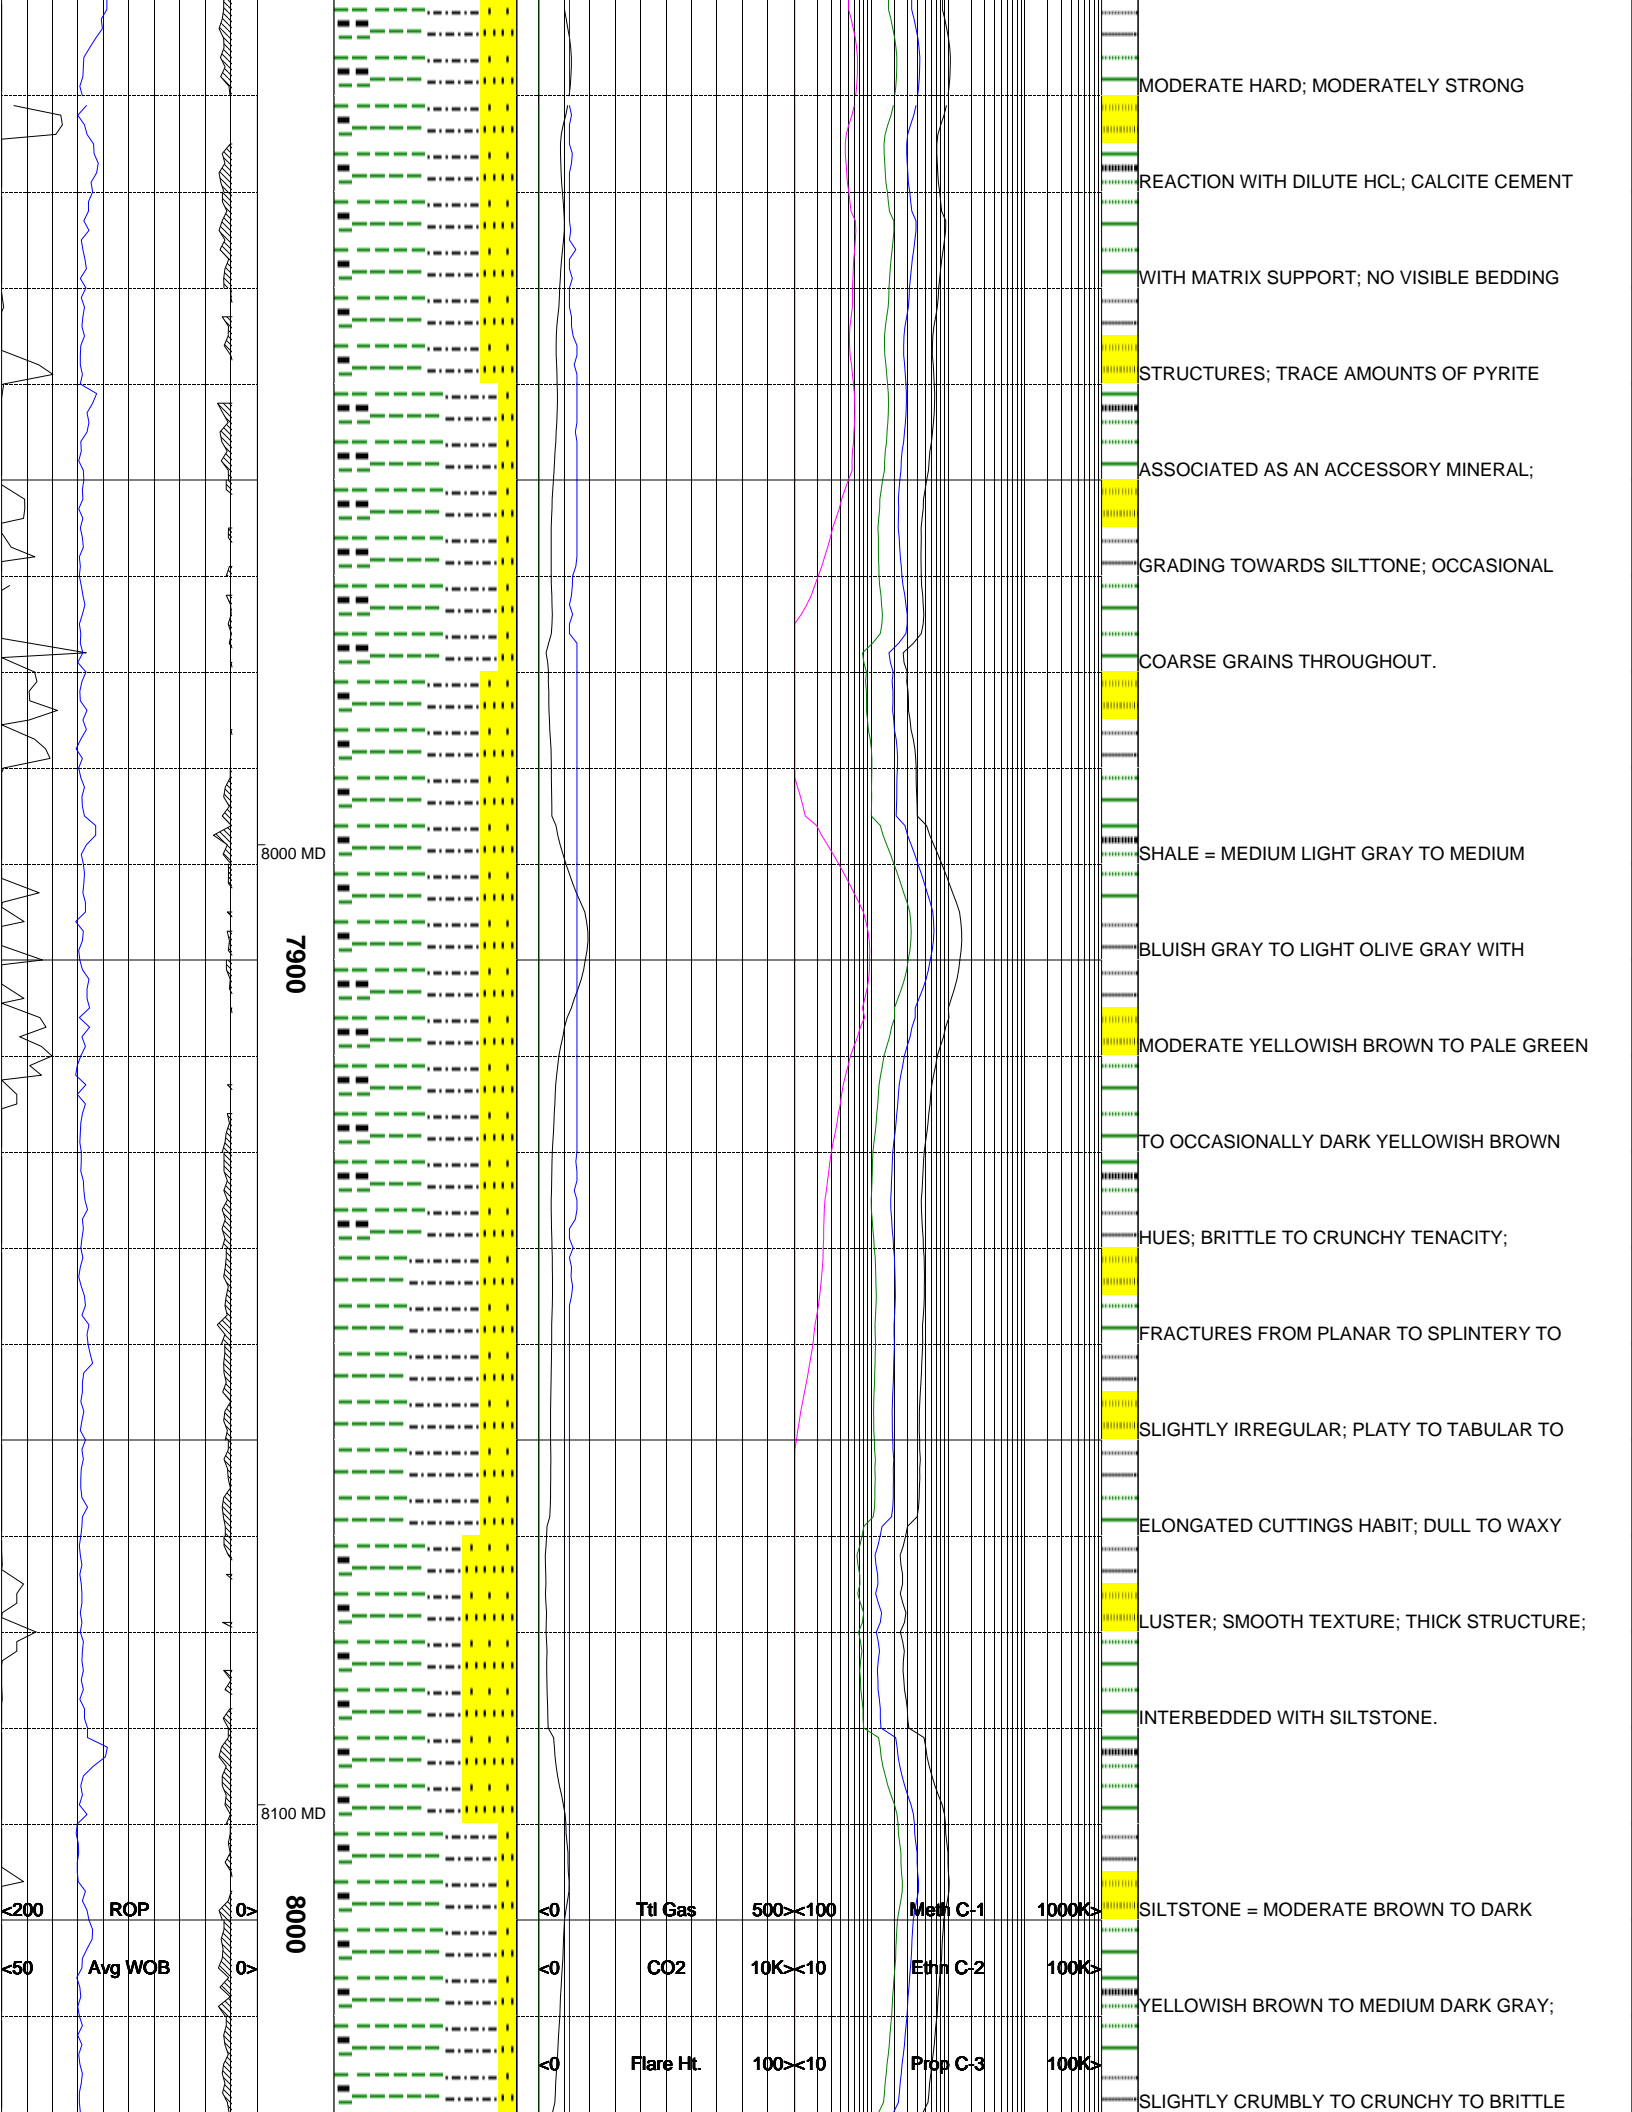 MODERATE HARD; MODERATELY STRONG
REACTION WITH DILUTE HCL; CALCITE CEMENT
WITH MATRIX SUPPORT; NO VISIBLE BEDDING
STRUCTURES; TRACE AMOUNTS OF PYRITE
ASSOCIATED AS AN ACCESSORY MINERAL;
GRADING TOWARDS SILTTONE; OCCASIONAL
COARSE GRAINS THROUGHOUT.
8000 MD
SHALE = MEDIUM LIGHT GRAY TO MEDIUM
7900
BLUISH GRAY TO LIGHT OLIVE GRAY WITH
MODERATE YELLOWISH BROWN TO PALE GREEN
TO OCCASIONALLY DARK YELLOWISH BROWN
HUES; BRITTLE TO CRUNCHY TENACITY;
FRACTURES FROM PLANAR TO SPLINTERY TO
SLIGHTLY IRREGULAR; PLATY TO TABULAR TO
ELONGATED CUTTINGS HABIT; DULL TO WAXY
LUSTER; SMOOTH TEXTURE; THICK STRUCTURE;
INTERBEDDED WITH SILTSTONE.
8100 MD
8000
<200 ROP 0> <0 Ttl Gas 500><100 Meth C-1 1000K> SILTSTONE = MODERATE BROWN TO DARK
<50 Avg WOB 0> <0 CO2 10K><10 Ethn C-2 100K>
YELLOWISH BROWN TO MEDIUM DARK GRAY;
<0 Flare Ht. 100><10 Prop C-3 100K>
SLIGHTLY CRUMBLY TO CRUNCHY TO BRITTLE